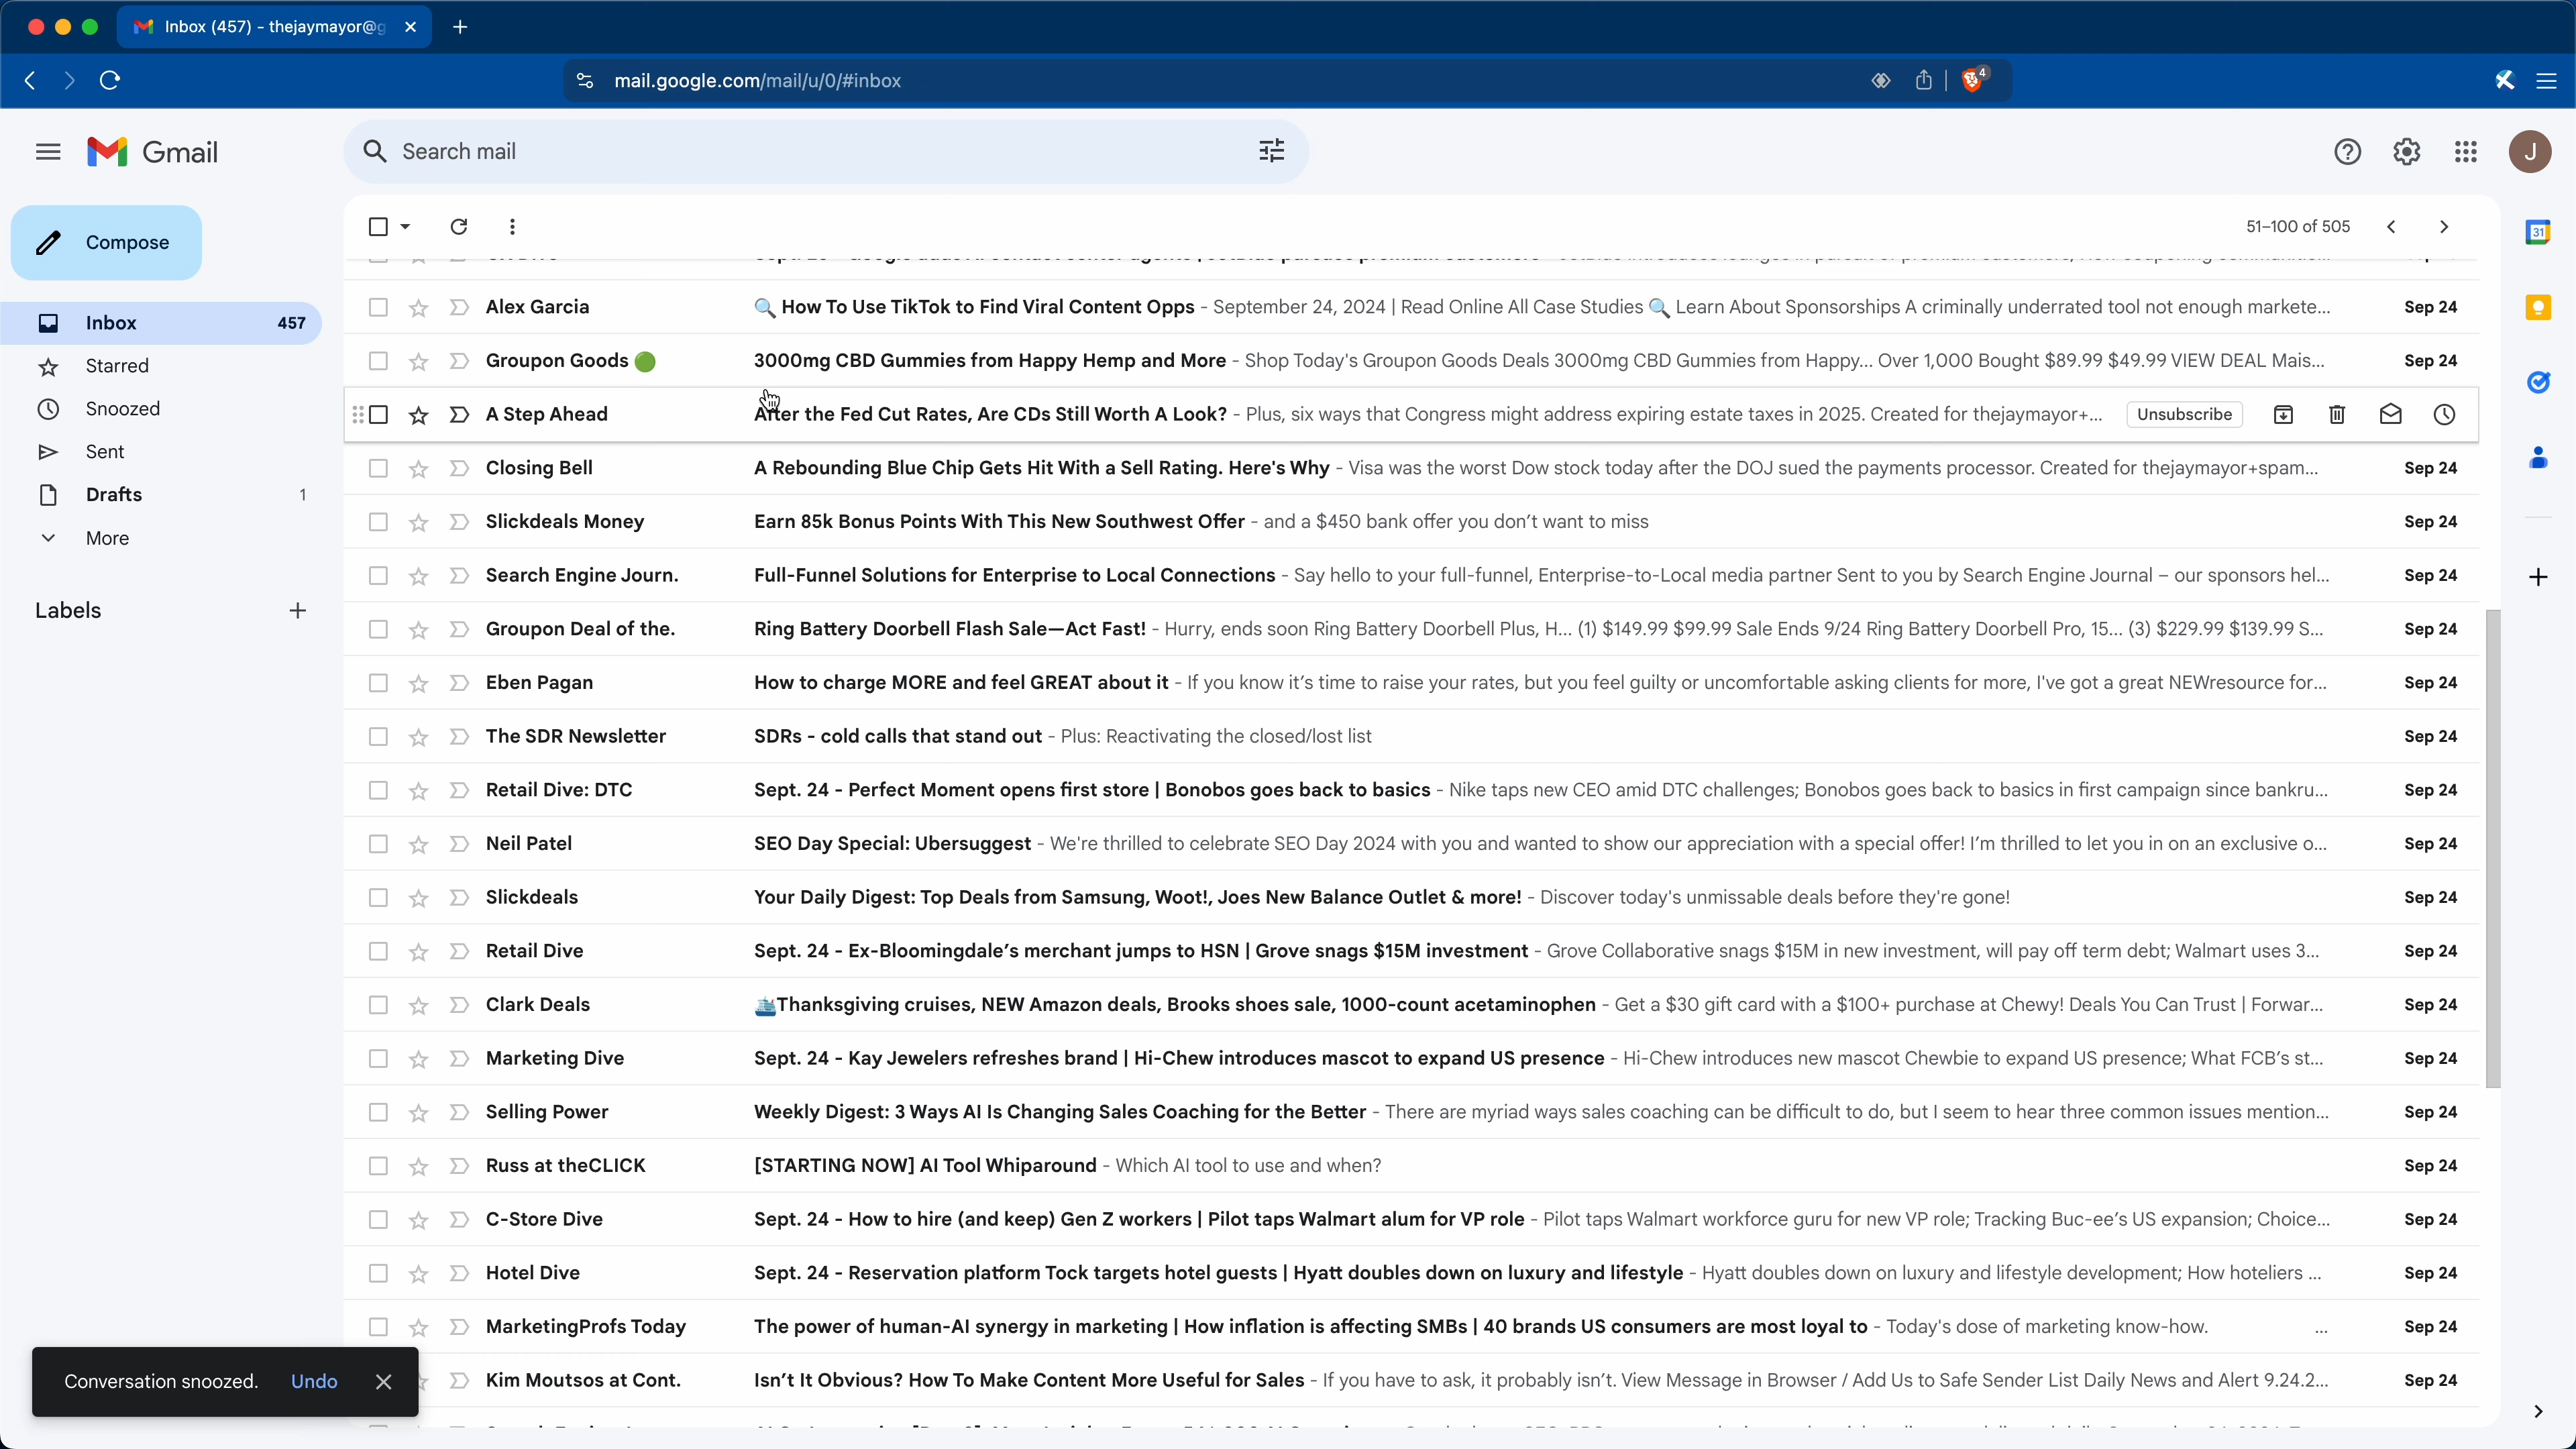 Inbox (457) - thejaymayor@g
mail.google.com/mail/u/0/#inbox
4
Gmail
Search mail
J
Compose
51–100 of 505
31
Inbox 457
Starred
Snoozed
Sent
Drafts 1
More
Labels
Alex Garcia 🔍 How To Use TikTok to Find Viral Content Opps - September 24, 2024 | Read Online All Case Studies 🔍 Learn About Sponsorships A criminally underrated tool not enough markete... Sep 24
Groupon Goods 🟢 3000mg CBD Gummies from Happy Hemp and More - Shop Today's Groupon Goods Deals 3000mg CBD Gummies from Happy... Over 1,000 Bought $89.99 $49.99 VIEW DEAL Mais... Sep 24
A Step Ahead After the Fed Cut Rates, Are CDs Still Worth A Look? - Plus, six ways that Congress might address expiring estate taxes in 2025. Created for thejaymayor+... Unsubscribe
Closing Bell A Rebounding Blue Chip Gets Hit With a Sell Rating. Here's Why - Visa was the worst Dow stock today after the DOJ sued the payments processor. Created for thejaymayor+spam... Sep 24
Slickdeals Money Earn 85k Bonus Points With This New Southwest Offer - and a $450 bank offer you don't want to miss Sep 24
Search Engine Journ. Full-Funnel Solutions for Enterprise to Local Connections - Say hello to your full-funnel, Enterprise-to-Local media partner Sent to you by Search Engine Journal – our sponsors hel... Sep 24
Groupon Deal of the. Ring Battery Doorbell Flash Sale—Act Fast! - Hurry, ends soon Ring Battery Doorbell Plus, H... (1) $149.99 $99.99 Sale Ends 9/24 Ring Battery Doorbell Pro, 15... (3) $229.99 $139.99 S... Sep 24
Eben Pagan How to charge MORE and feel GREAT about it - If you know it's time to raise your rates, but you feel guilty or uncomfortable asking clients for more, I've got a great NEWresource for... Sep 24
The SDR Newsletter SDRs - cold calls that stand out - Plus: Reactivating the closed/lost list Sep 24
Retail Dive: DTC Sept. 24 - Perfect Moment opens first store | Bonobos goes back to basics - Nike taps new CEO amid DTC challenges; Bonobos goes back to basics in first campaign since bankru... Sep 24
Neil Patel SEO Day Special: Ubersuggest - We're thrilled to celebrate SEO Day 2024 with you and wanted to show our appreciation with a special offer! I'm thrilled to let you in on an exclusive o... Sep 24
Slickdeals Your Daily Digest: Top Deals from Samsung, Woot!, Joes New Balance Outlet & more! - Discover today's unmissable deals before they're gone! Sep 24
Retail Dive Sept. 24 - Ex-Bloomingdale's merchant jumps to HSN | Grove snags $15M investment - Grove Collaborative snags $15M in new investment, will pay off term debt; Walmart uses 3... Sep 24
Clark Deals 🛳️Thanksgiving cruises, NEW Amazon deals, Brooks shoes sale, 1000-count acetaminophen - Get a $30 gift card with a $100+ purchase at Chewy! Deals You Can Trust | Forwar... Sep 24
Marketing Dive Sept. 24 - Kay Jewelers refreshes brand | Hi-Chew introduces mascot to expand US presence - Hi-Chew introduces new mascot Chewbie to expand US presence; What FCB's st... Sep 24
Selling Power Weekly Digest: 3 Ways AI Is Changing Sales Coaching for the Better - There are myriad ways sales coaching can be difficult to do, but I seem to hear three common issues mention... Sep 24
Russ at theCLICK [STARTING NOW] AI Tool Whiparound - Which AI tool to use and when? Sep 24
C-Store Dive Sept. 24 - How to hire (and keep) Gen Z workers | Pilot taps Walmart alum for VP role - Pilot taps Walmart workforce guru for new VP role; Tracking Buc-ee's US expansion; Choice... Sep 24
Hotel Dive Sept. 24 - Reservation platform Tock targets hotel guests | Hyatt doubles down on luxury and lifestyle - Hyatt doubles down on luxury and lifestyle development; How hoteliers ... Sep 24
MarketingProfs Today The power of human-AI synergy in marketing | How inflation is affecting SMBs | 40 brands US consumers are most loyal to - Today's dose of marketing know-how. ... Sep 24
Kim Moutsos at Cont. Isn't It Obvious? How To Make Content More Useful for Sales - If you have to ask, it probably isn't. View Message in Browser / Add Us to Safe Sender List Daily News and Alert 9.24.2... Sep 24
Conversation snoozed. Undo